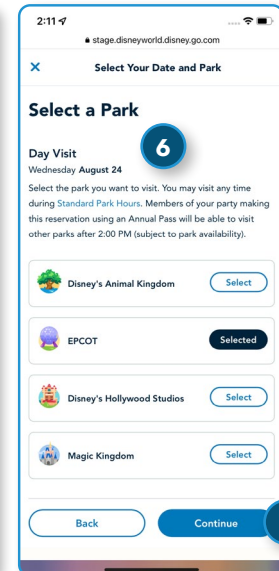 2:11
stage.disneyworld.disney.go.com
Select Your Date and Park
Select a Park
6
Day Visit
Wednesday August 24
Select the park you want to visit. You may visit any time
during Standard Park Hours. Members of your party making
this reservation using an Annual Pass will be able to visit
other parks after 2:00 PM (subject to park availability).
Disney's Animal Kingdom
Select
EPCOT
Selected
Disney's Hollywood Studios
Select
Magic Kingdom
Select
Back
Continue